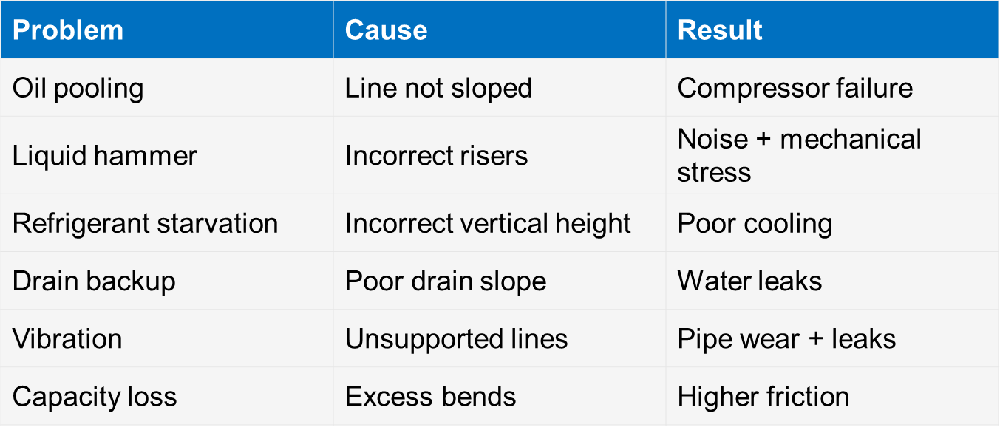 Problem Cause Result
Oil pooling Line not sloped Compressor failure
Liquid hammer Incorrect risers Noise + mechanical
stress
Refrigerant starvation Incorrect vertical height Poor cooling
Drain backup Poor drain slope Water leaks
Vibration Unsupported lines Pipe wear + leaks
Capacity loss Excess bends Higher friction